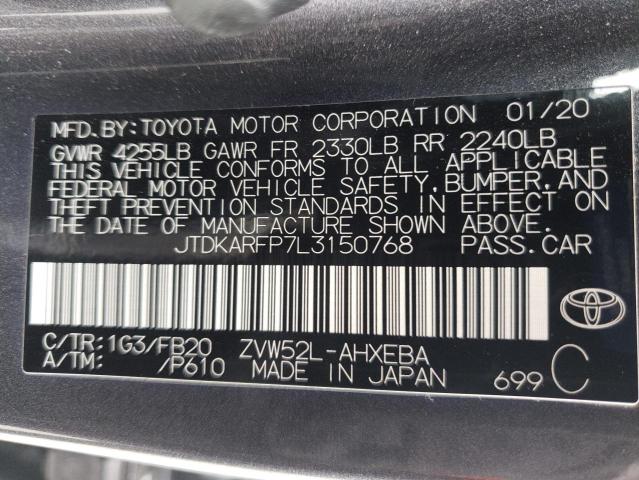 MFD.BY:TOYOTA MOTOR CORPORATION 01/20
GVWR 4255LB GAWR FR 2330LB RR 2240LB
THIS VEHICLE CONFORMS TO ALL APPLICABLE
FEDERAL MOTOR VEHICLE SAFETY,BUMPER,AND
THEFT PREVENTION STANDARDS IN EFFECT ON
THE DATE OF MANUFACTURE SHOWN ABOVE.
JTDKARFP7L3150768 PASS.CAR
C/TR:1G3/FB20 ZVW52L-AHXEBA
A/TM: /P610 MADE IN JAPAN 699 C
TOYOTA